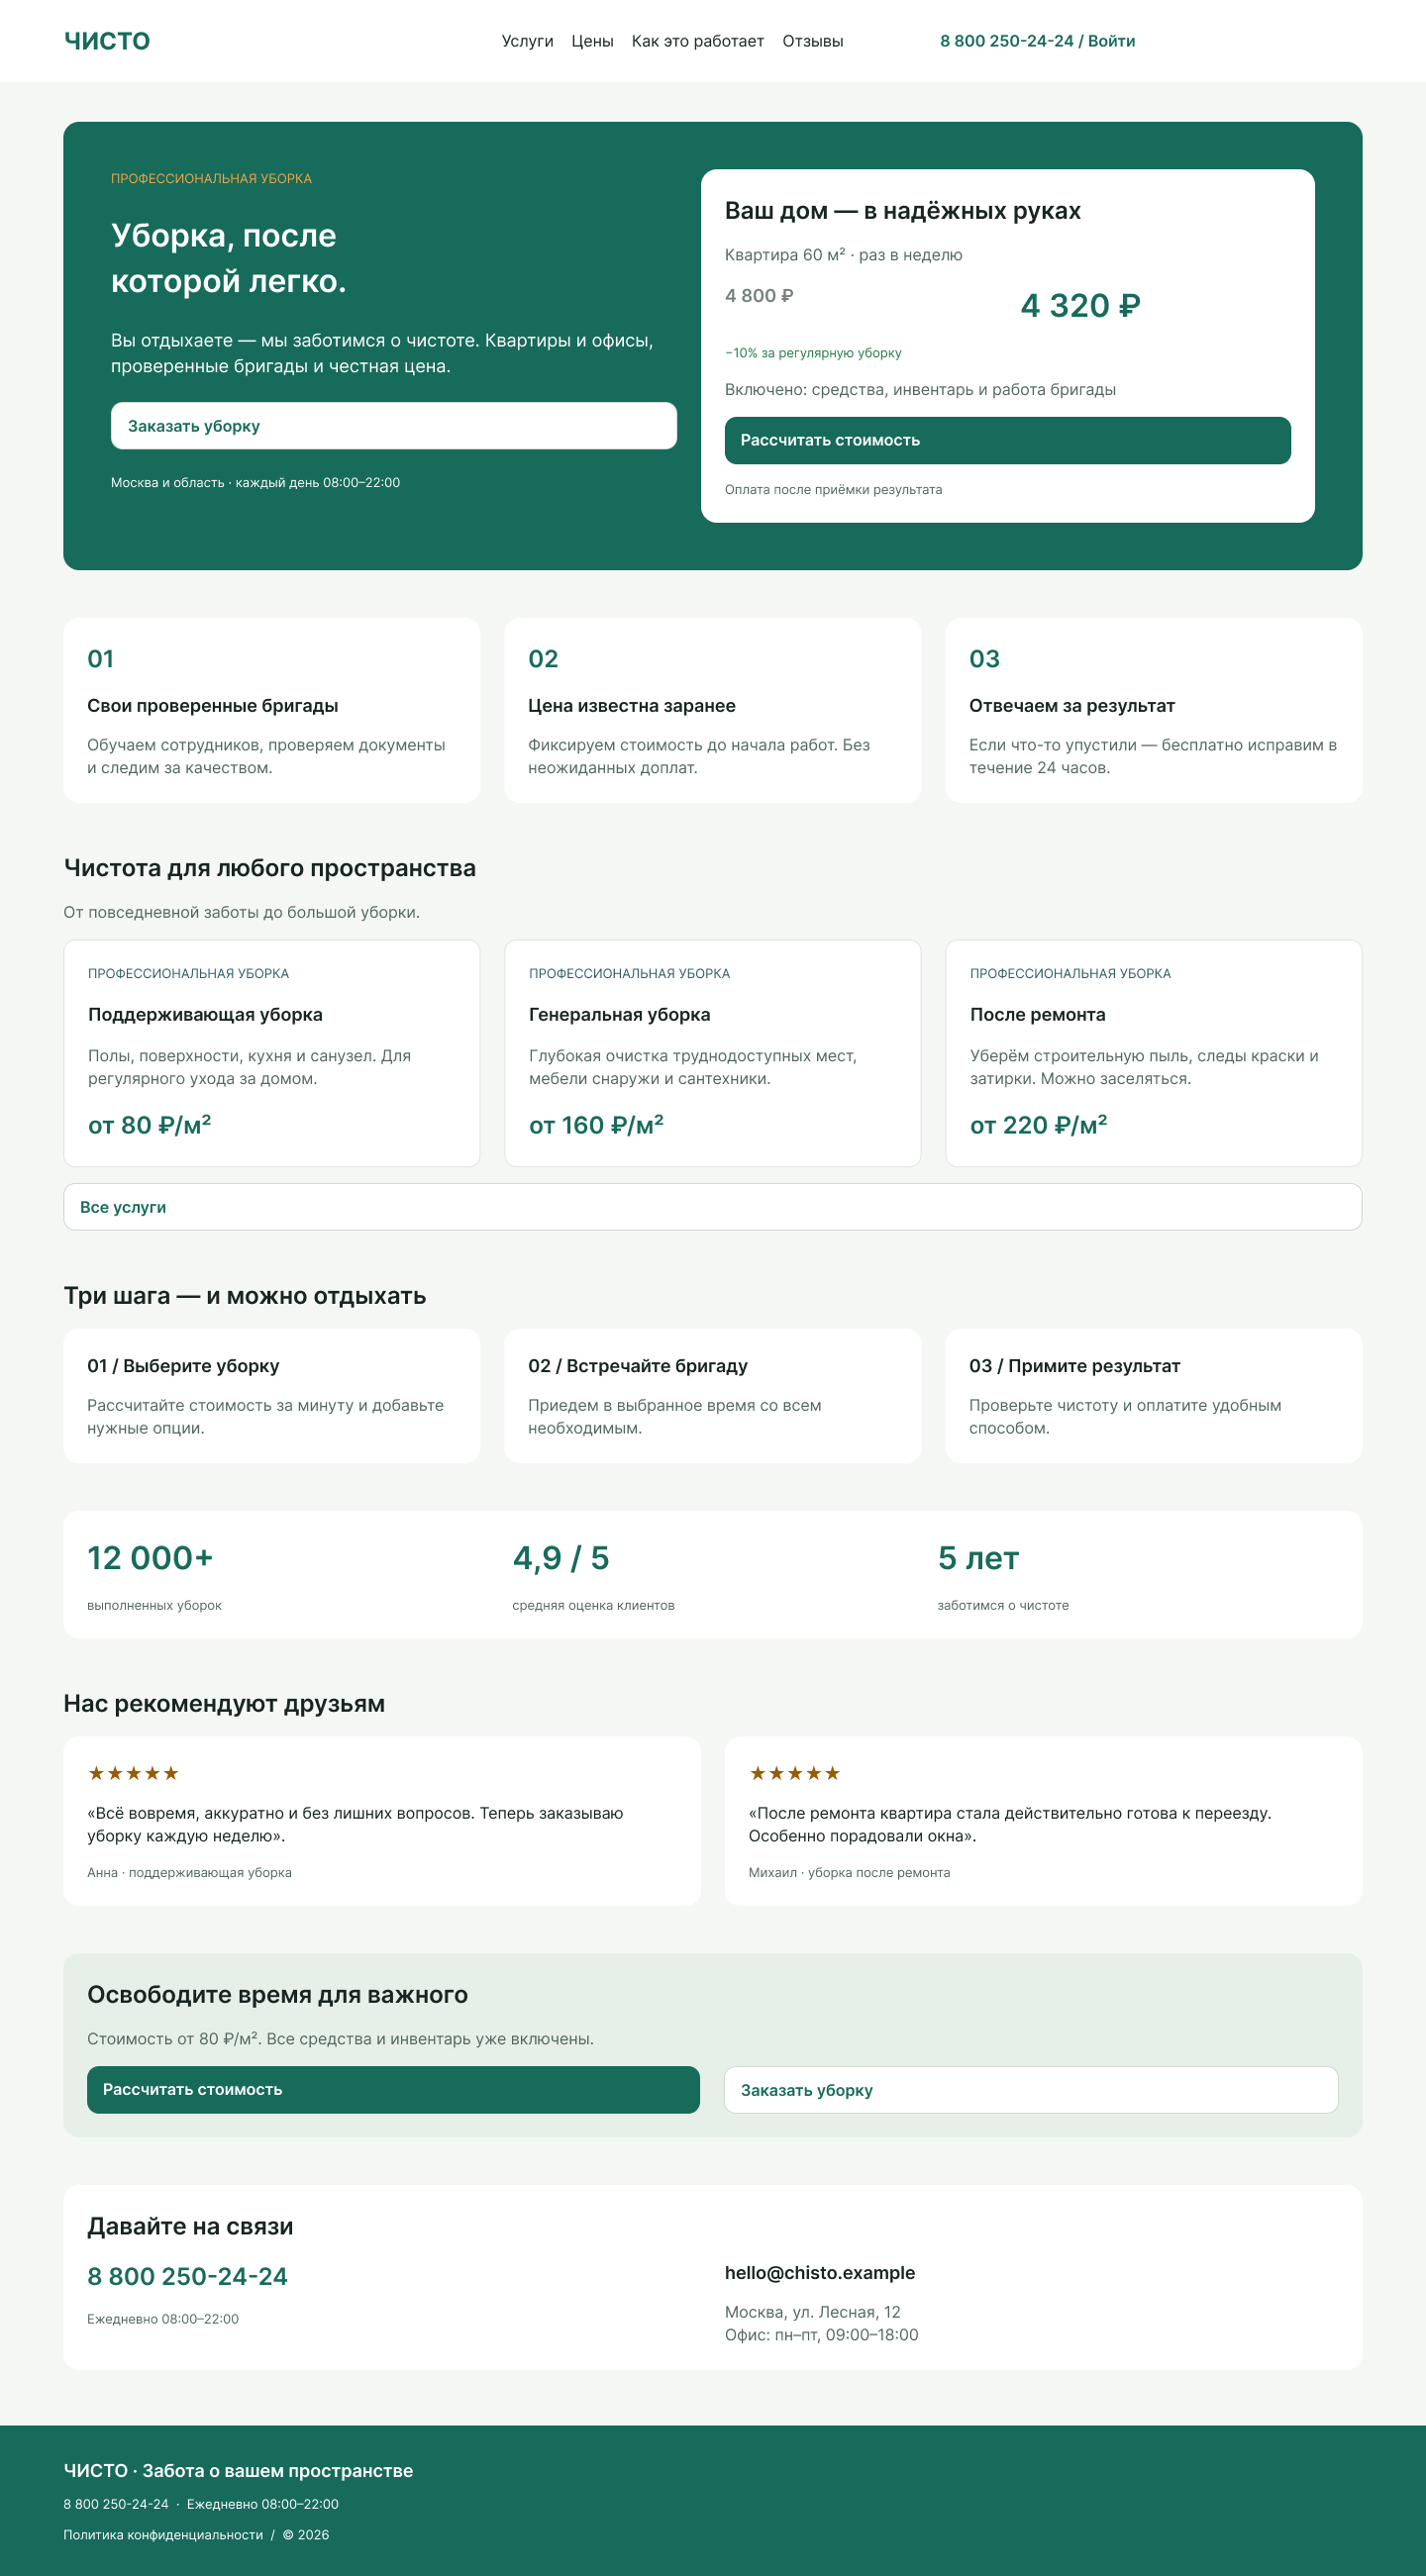 ЧИСТО
Услуги Цены Как это работает Отзывы
8 800 250-24-24 / Войти
ПРОФЕССИОНАЛЬНАЯ УБОРКА
Уборка, после
которой легко.
Вы отдыхаете — мы заботимся о чистоте. Квартиры и офисы,
проверенные бригады и честная цена.
Заказать уборку
Москва и область · каждый день 08:00–22:00
Ваш дом — в надёжных руках
Квартира 60 м² · раз в неделю
4 800 ₽
4 320 ₽
−10% за регулярную уборку
Включено: средства, инвентарь и работа бригады
Рассчитать стоимость
Оплата после приёмки результата
01
Свои проверенные бригады
Обучаем сотрудников, проверяем документы
и следим за качеством.
02
Цена известна заранее
Фиксируем стоимость до начала работ. Без
неожиданных доплат.
03
Отвечаем за результат
Если что-то упустили — бесплатно исправим в
течение 24 часов.
Чистота для любого пространства
От повседневной заботы до большой уборки.
ПРОФЕССИОНАЛЬНАЯ УБОРКА
Поддерживающая уборка
Полы, поверхности, кухня и санузел. Для
регулярного ухода за домом.
от 80 ₽/м²
ПРОФЕССИОНАЛЬНАЯ УБОРКА
Генеральная уборка
Глубокая очистка труднодоступных мест,
мебели снаружи и сантехники.
от 160 ₽/м²
ПРОФЕССИОНАЛЬНАЯ УБОРКА
После ремонта
Уберём строительную пыль, следы краски и
затирки. Можно заселяться.
от 220 ₽/м²
Все услуги
Три шага — и можно отдыхать
01 / Выберите уборку
Рассчитайте стоимость за минуту и добавьте
нужные опции.
02 / Встречайте бригаду
Приедем в выбранное время со всем
необходимым.
03 / Примите результат
Проверьте чистоту и оплатите удобным
способом.
12 000+
выполненных уборок
4,9 / 5
средняя оценка клиентов
5 лет
заботимся о чистоте
Нас рекомендуют друзьям
★★★★★
«Всё вовремя, аккуратно и без лишних вопросов. Теперь заказываю
уборку каждую неделю».
Анна · поддерживающая уборка
★★★★★
«После ремонта квартира стала действительно готова к переезду.
Особенно порадовали окна».
Михаил · уборка после ремонта
Освободите время для важного
Стоимость от 80 ₽/м². Все средства и инвентарь уже включены.
Рассчитать стоимость
Заказать уборку
Давайте на связи
8 800 250-24-24
Ежедневно 08:00–22:00
hello@chisto.example
Москва, ул. Лесная, 12
Офис: пн–пт, 09:00–18:00
ЧИСТО · Забота о вашем пространстве
8 800 250-24-24 · Ежедневно 08:00–22:00
Политика конфиденциальности / © 2026